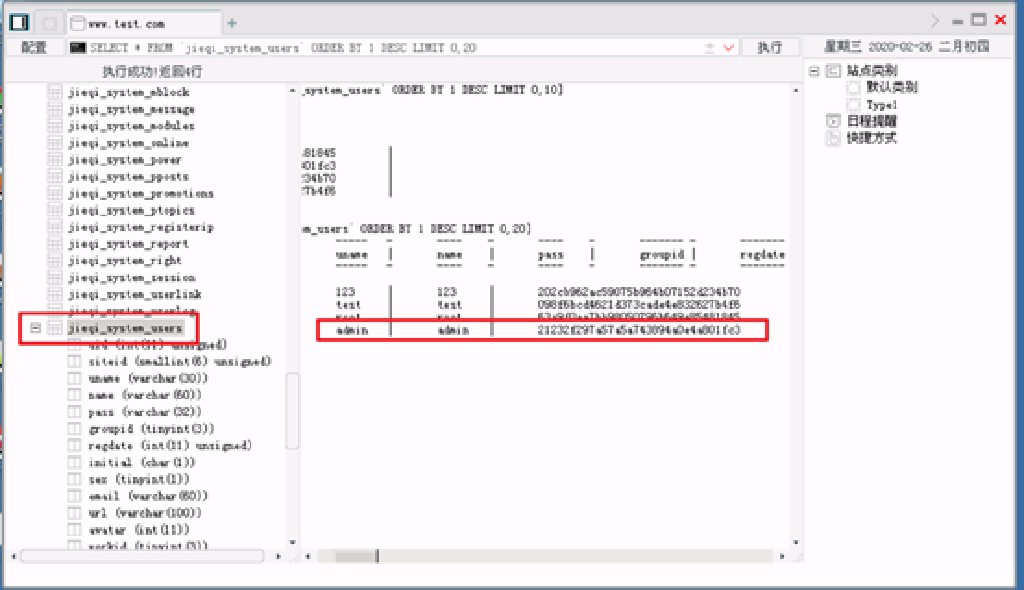 www.test.com
配置
SELECT * FROM `jieqi_system_users` ORDER BY 1 DESC LIMIT 0,20
执行
星期三 2020-02-26 二月初四
执行成功!返回4行
jieqi_system_mblock
jieqi_system_message
jieqi_system_modules
jieqi_system_online
jieqi_system_power
jieqi_system_pposts
jieqi_system_promotions
jieqi_system_ptopics
jieqi_system_registerip
jieqi_system_report
jieqi_system_right
jieqi_system_session
jieqi_system_userlink
jieqi_system_userlog
jieqi_system_users
uid (int(11) unsigned)
siteid (smallint(6) unsigned)
uname (varchar(30))
name (varchar(60))
pass (varchar(32))
groupid (tinyint(3))
regdate (int(11) unsigned)
initial (char(1))
sex (tinyint(1))
email (varchar(60))
url (varchar(100))
avatar (int(11))
workid (tinyint(3))
_system_users` ORDER BY 1 DESC LIMIT 0,10]
81845
801fc3
234b70
27b4f6
m_users` ORDER BY 1 DESC LIMIT 0,20]
uname | name | pass | groupid | regdate
123 | 123 | 202cb962ac59075b964b07152d234b70
test | test | 098f6bcd4621d373cade4e832627b4f6
root | root | 63a9f0ea7bb98050796b649e85481845
admin | admin | 21232f297a57a5a743894a0e4a801fc3
站点类别
默认类别
Type1
日程提醒
快捷方式